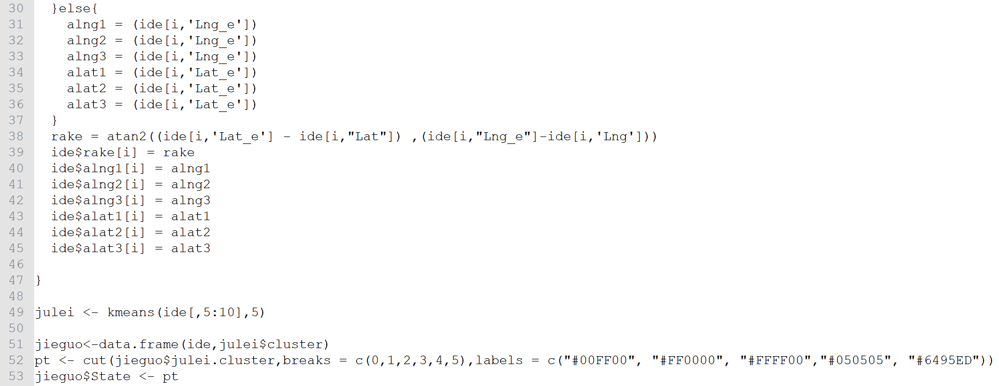 30   }else{
31     alng1 = (ide[i,'Lng_e'])
32     alng2 = (ide[i,'Lng_e'])
33     alng3 = (ide[i,'Lng_e'])
34     alat1 = (ide[i,'Lat_e'])
35     alat2 = (ide[i,'Lat_e'])
36     alat3 = (ide[i,'Lat_e'])
37   }
38   rake = atan2((ide[i,'Lat_e'] - ide[i,"Lat"]) ,(ide[i,"Lng_e"]-ide[i,'Lng']))
39   ide$rake[i] = rake
40   ide$alng1[i] = alng1
41   ide$alng2[i] = alng2
42   ide$alng3[i] = alng3
43   ide$alat1[i] = alat1
44   ide$alat2[i] = alat2
45   ide$alat3[i] = alat3
46
47 }
48
49 julei <- kmeans(ide[,5:10],5)
50
51 jieguo<-data.frame(ide,julei$cluster)
52 pt <- cut(jieguo$julei.cluster,breaks = c(0,1,2,3,4,5),labels = c("#00FF00", "#FF0000", "#FFFF00","#050505", "#6495ED"))
53 jieguo$State <- pt